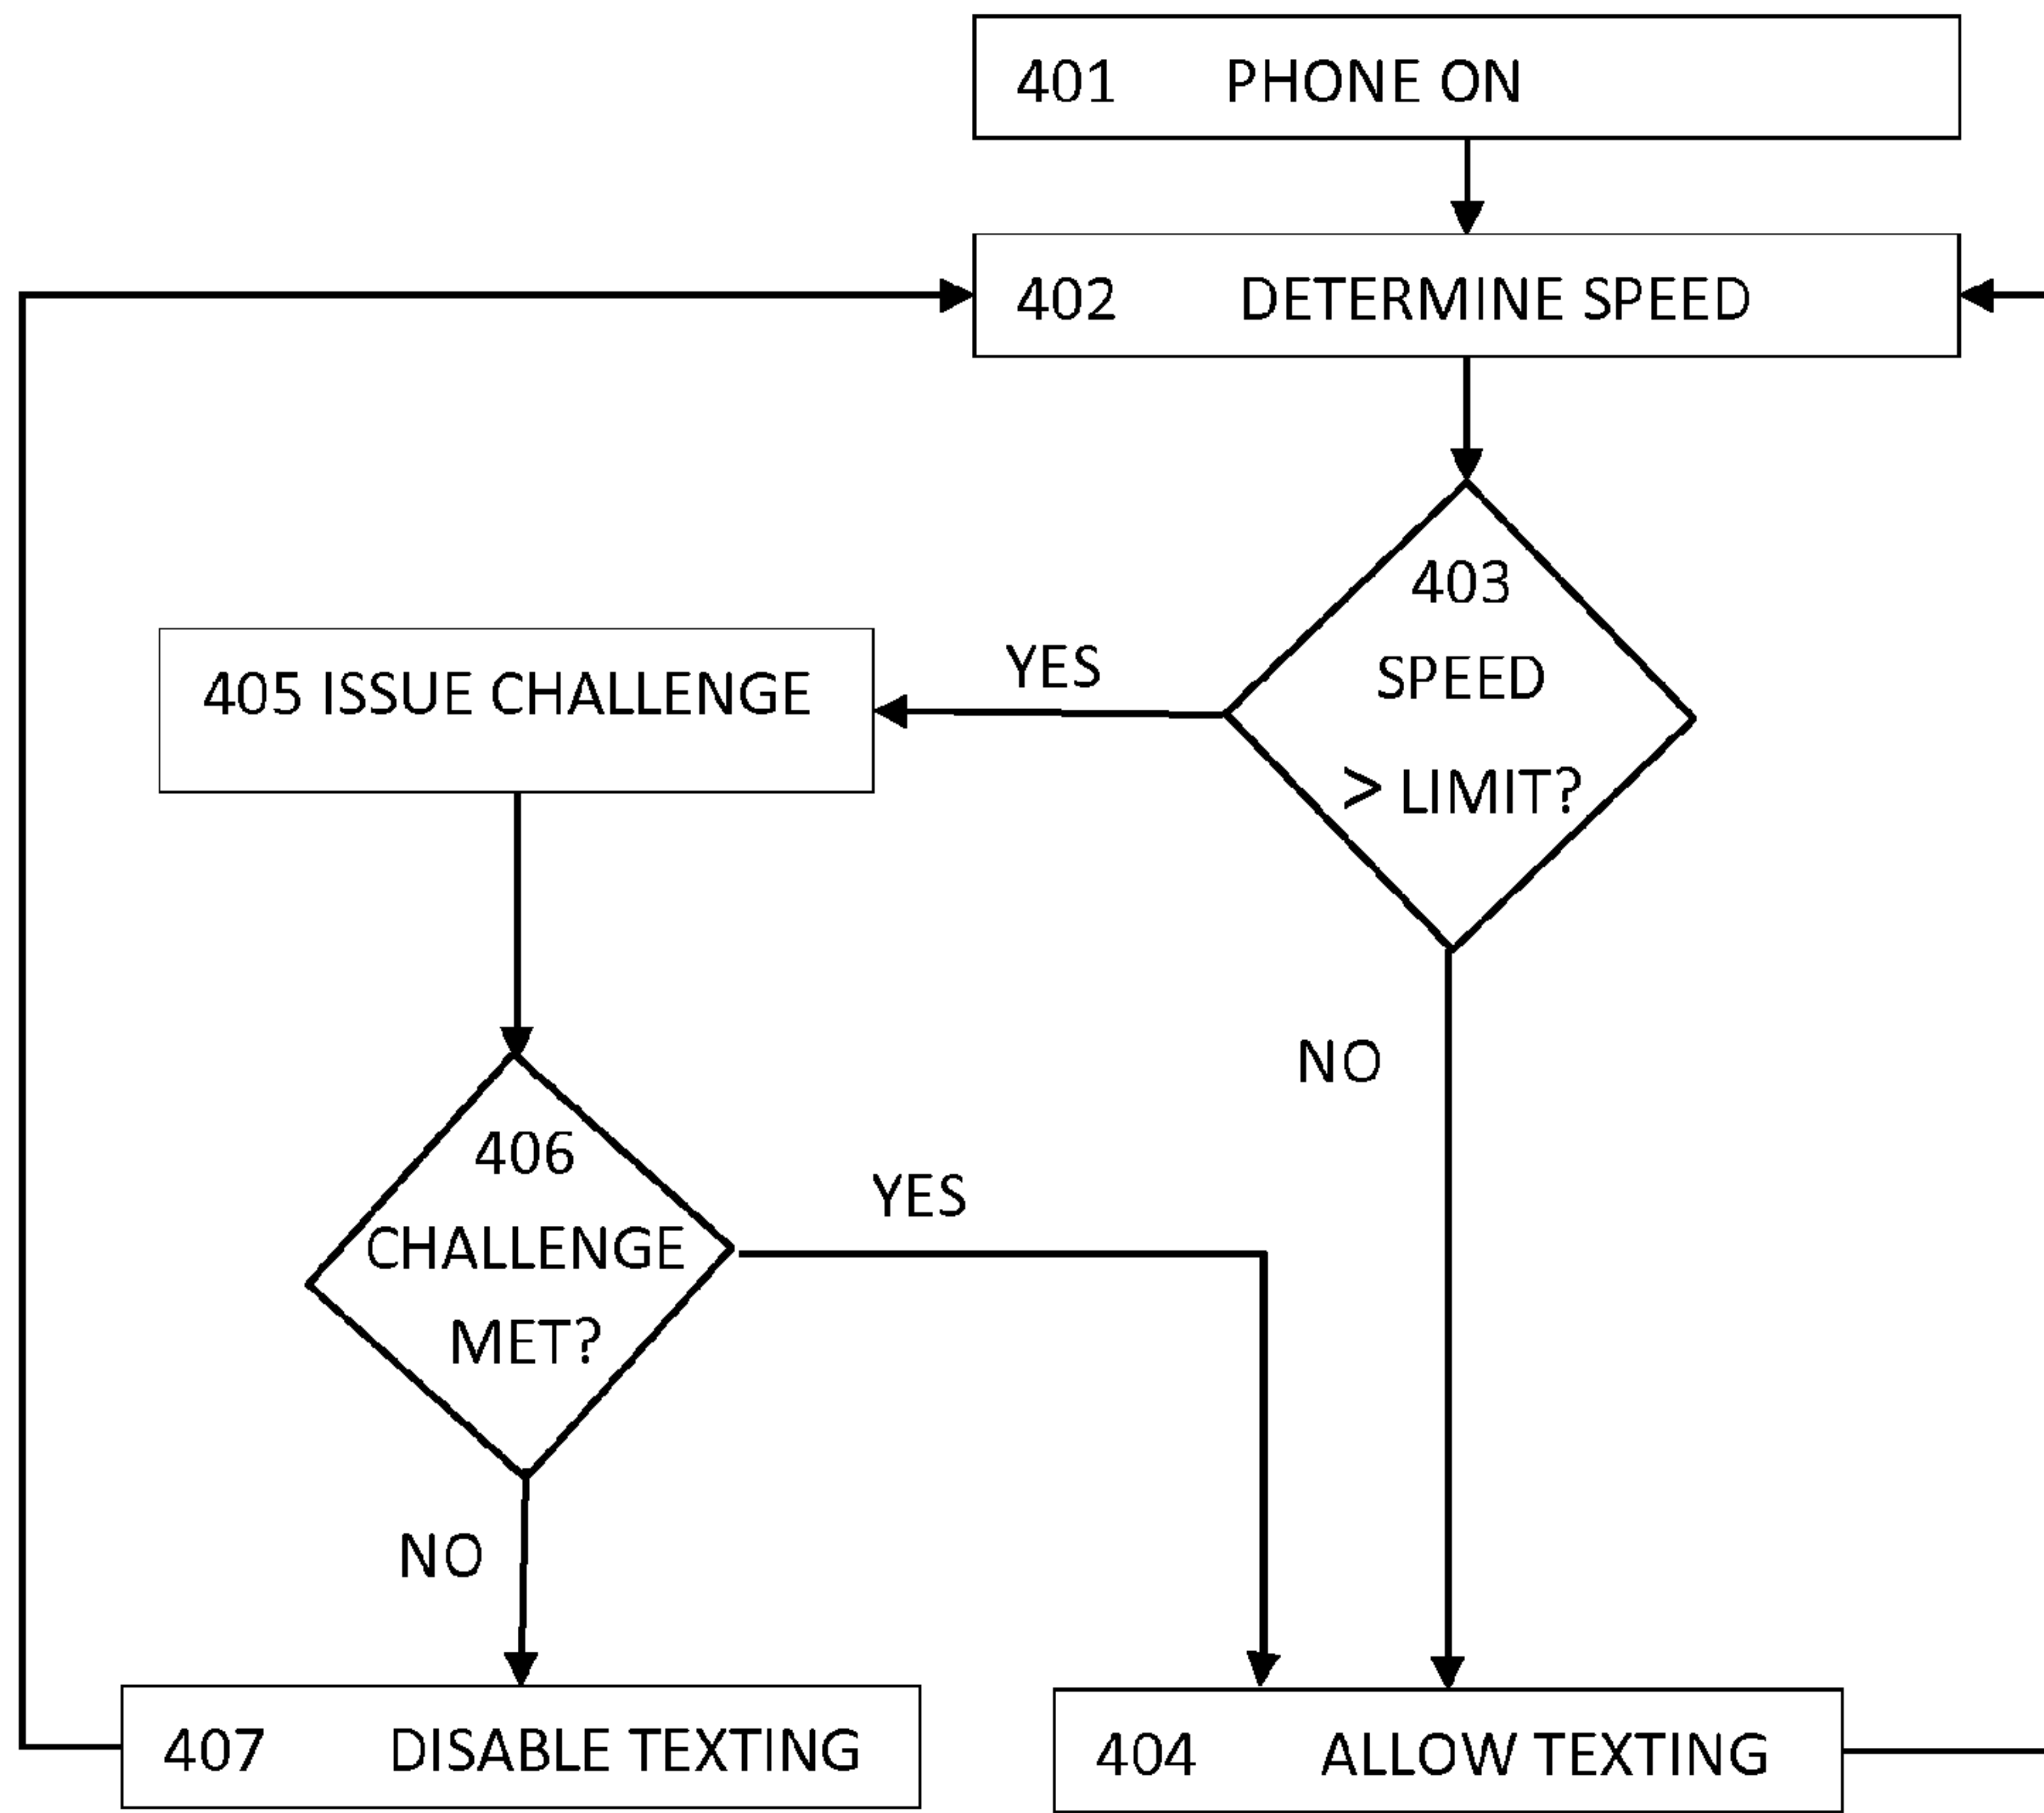 401 PHONE ON
402 DETERMINE SPEED
403
SPEED
> LIMIT?
YES
405 ISSUE CHALLENGE
NO
406
CHALLENGE
MET?
YES
NO
407 DISABLE TEXTING
404 ALLOW TEXTING